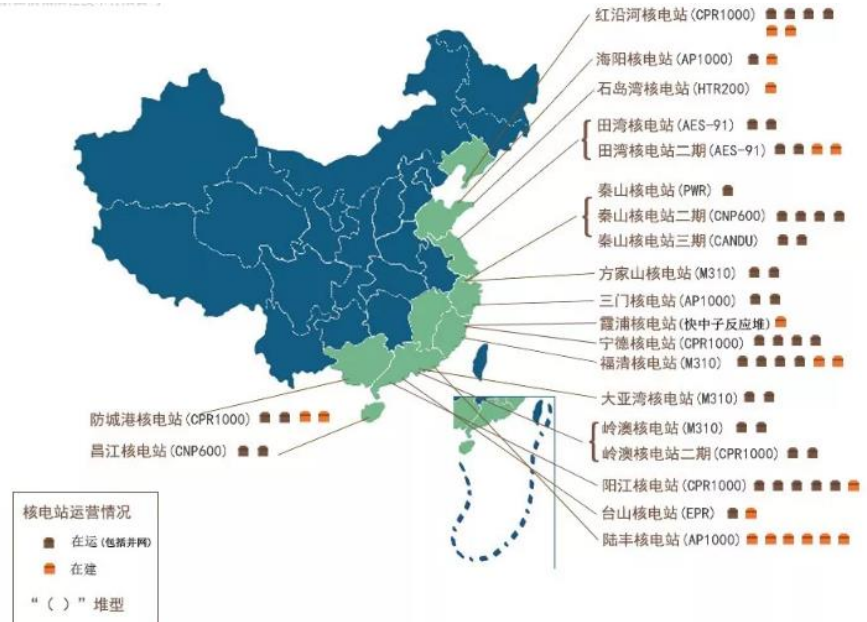 红沿河核电站(CPR1000)
海阳核电站(AP1000)
石岛湾核电站(HTR200)
田湾核电站(AES-91)
田湾核电站二期(AES-91)
秦山核电站(PWR)
秦山核电站二期(CNP600)
秦山核电站三期(CANDU)
方家山核电站(M310)
三门核电站(AP1000)
霞浦核电站(快中子反应堆)
宁德核电站(CPR1000)
福清核电站(M310)
大亚湾核电站(M310)
岭澳核电站(M310)
岭澳核电站二期(CPR1000)
阳江核电站(CPR1000)
台山核电站(EPR)
陆丰核电站(AP1000)
防城港核电站(CPR1000)
昌江核电站(CNP600)
核电站运营情况
在运(包括并网)
在建
“（ ）”堆型